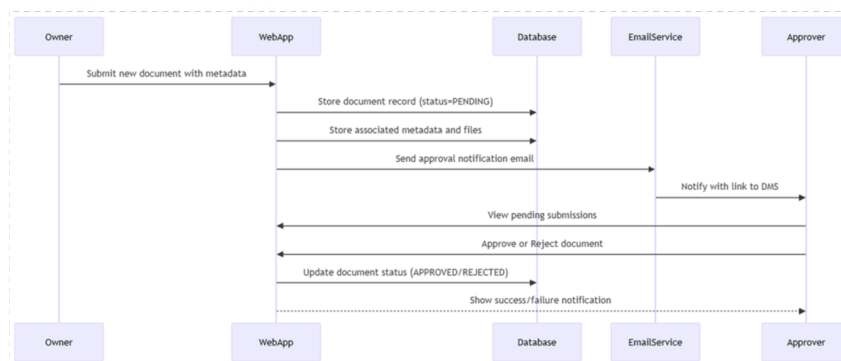 Owner WebApp Database EmailService Approver
Submit new document with metadata
Store document record (status=PENDING)
Store associated metadata and files
Send approval notification email
Notify with link to DMS
View pending submissions
Approve or Reject document
Update document status (APPROVED/REJECTED)
Show success/failure notification
Owner WebApp Database EmailService Approver